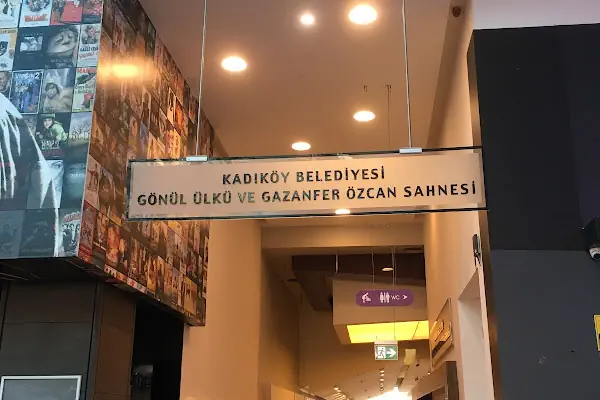 KADIKÖY BELEDİYESİ
GÖNÜL ÜLKÜ VE GAZANFER ÖZCAN SAHNESİ
WC